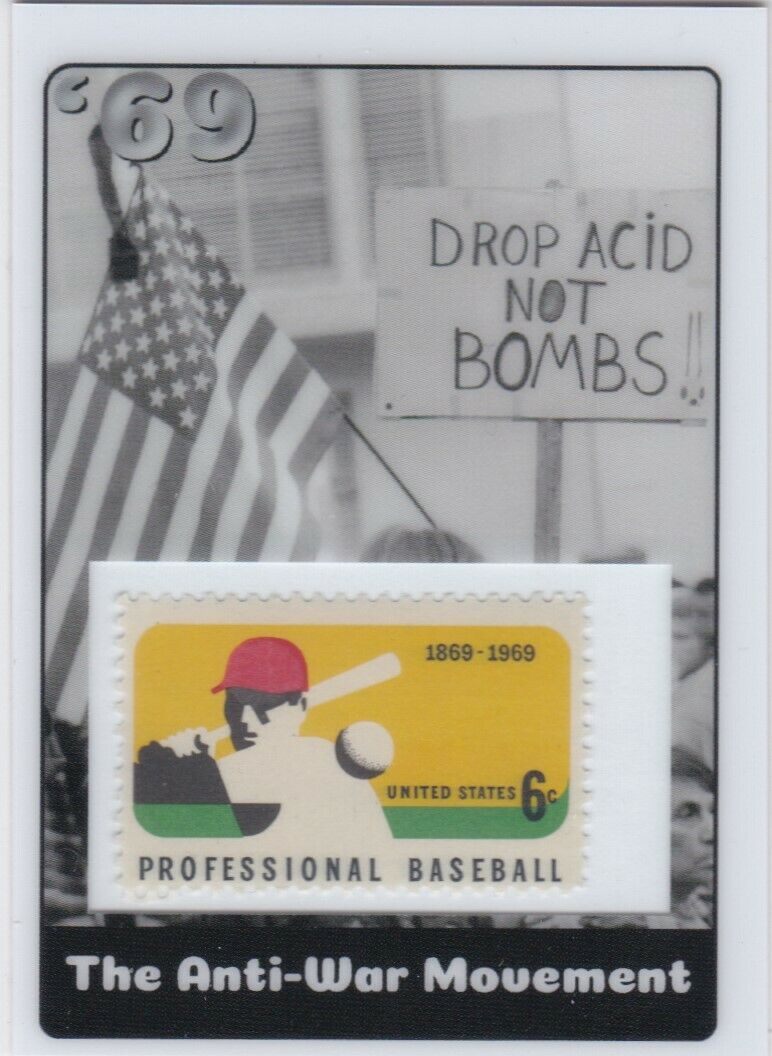 ‘69
DROP ACiD
NOT
BOMBS!!
1869-1969
UNITED STATES 6c
PROFESSIONAL BASEBALL
The Anti-War Movement